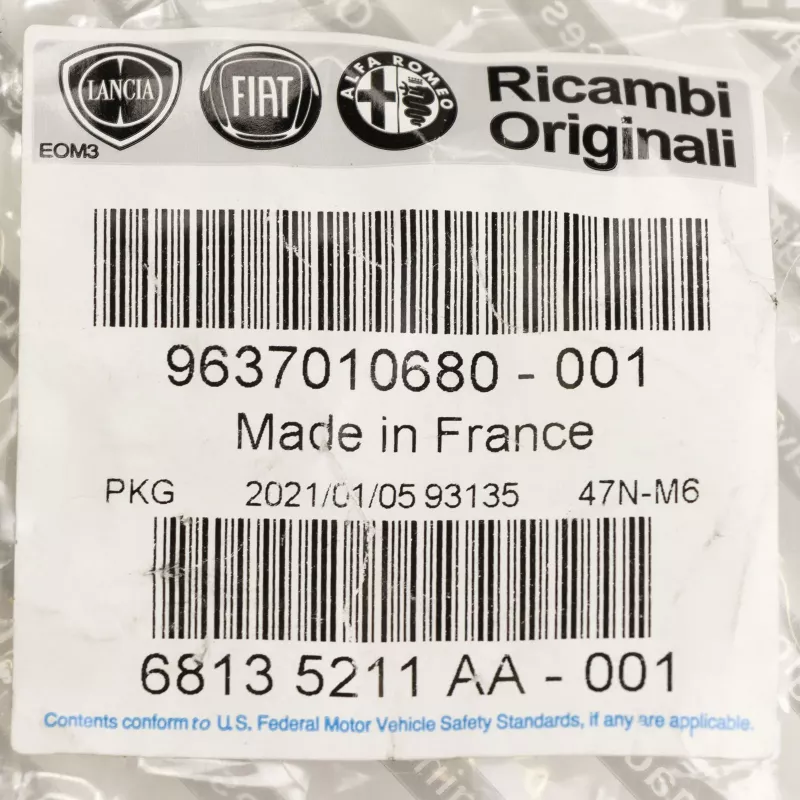 LANCIA FIAT ALFA ROMEO Ricambi
Originali
EOM3
9637010680 - 001
Made in France
PKG 2021/01/05 93135 47N-M6
6813 5211 AA - 001
Contents conform to U.S. Federal Motor Vehicle Safety Standards, if any are applicable.